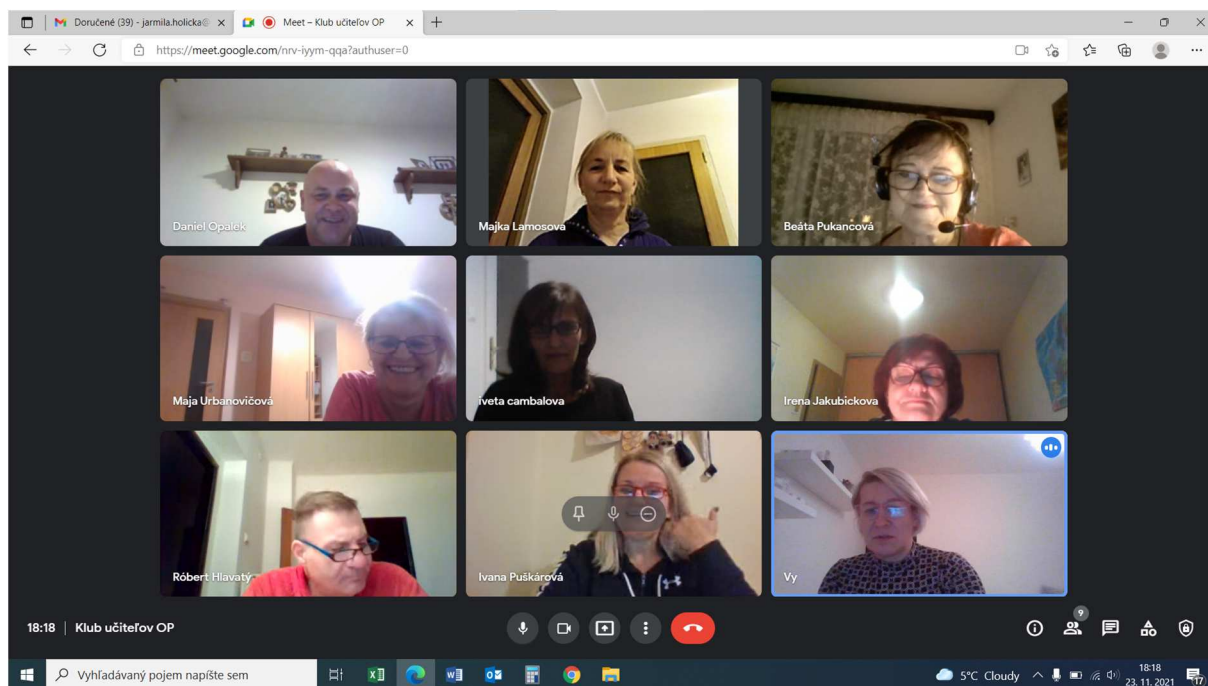 Doručené (39) - jarmila.holicka@
Meet – Klub učiteľov OP
https://meet.google.com/nrv-iyym-qqa?authuser=0
Daniel Opálek
Majka Lamosova
Beáta Pukancová
Maja Urbanovičová
iveta cambalova
Irena Jakubickova
Róbert Hlavatý
Ivana Puškárová
Vy
18:18 | Klub učiteľov OP
9
Vyhľadávaný pojem napíšte sem
5°C Cloudy
18:18
23. 11. 2021
17